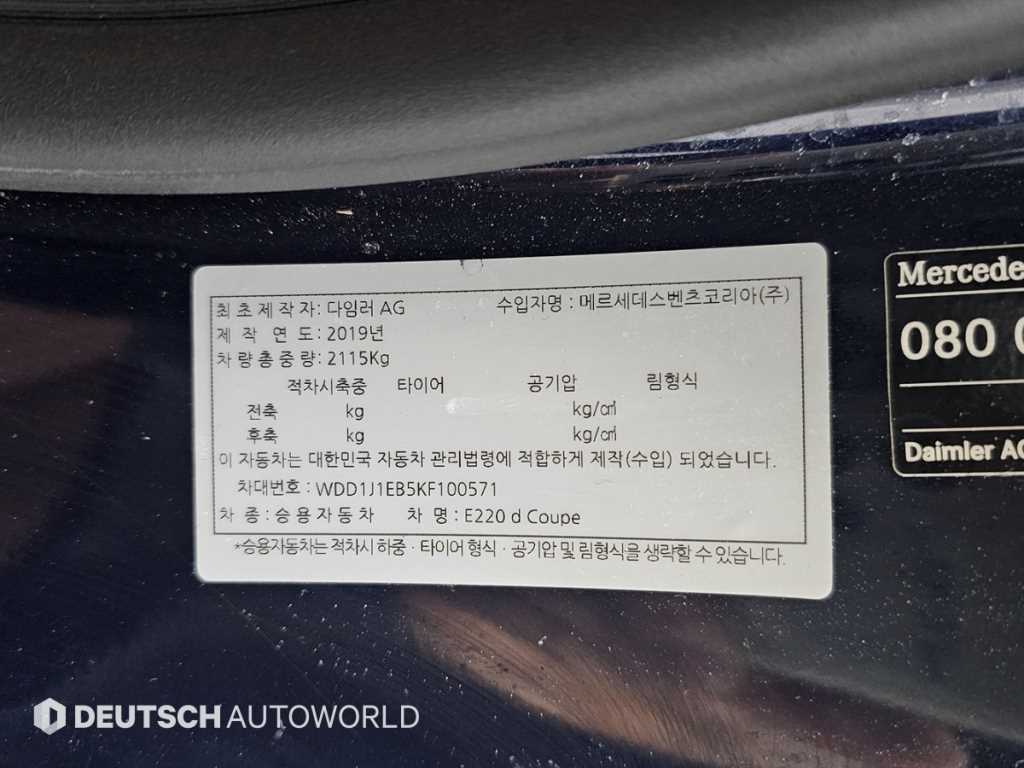 최초제작자: 다임러 AG 수입자명 : 메르세데스벤츠코리아(주)
제 작 연 도: 2019년
차량총중량: 2115Kg
적차시축중 타이어 공기압 림형식
전축 kg kg/㎠
후축 kg kg/㎠
이 자동차는 대한민국 자동차 관리법령에 적합하게 제작(수입) 되었습니다.
차대번호 : WDD1J1EB5KF100571
차 종 : 승용자동차 차 명 : E220 d Coupe
*승용자동차는 적차시 하중 · 타이어 형식 · 공기압 및 림형식을 생략할 수 있습니다.
080
Daimler AG
DEUTSCH AUTOWORLD